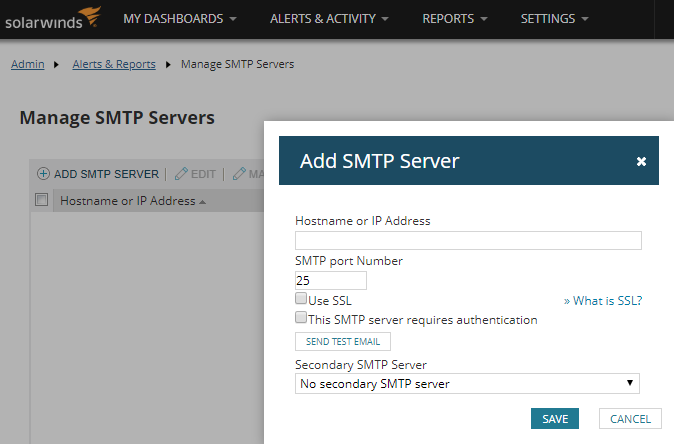 solarwinds MY DASHBOARDS ALERTS & ACTIVITY REPORTS SETTINGS
Admin Alerts & Reports Manage SMTP Servers
Manage SMTP Servers
Add SMTP Server
ADD SMTP SERVER EDIT
Hostname or IP Address
Hostname or IP Address
SMTP port Number
25
Use SSL » What is SSL?
This SMTP server requires authentication
SEND TEST EMAIL
Secondary SMTP Server
No secondary SMTP server
SAVE CANCEL